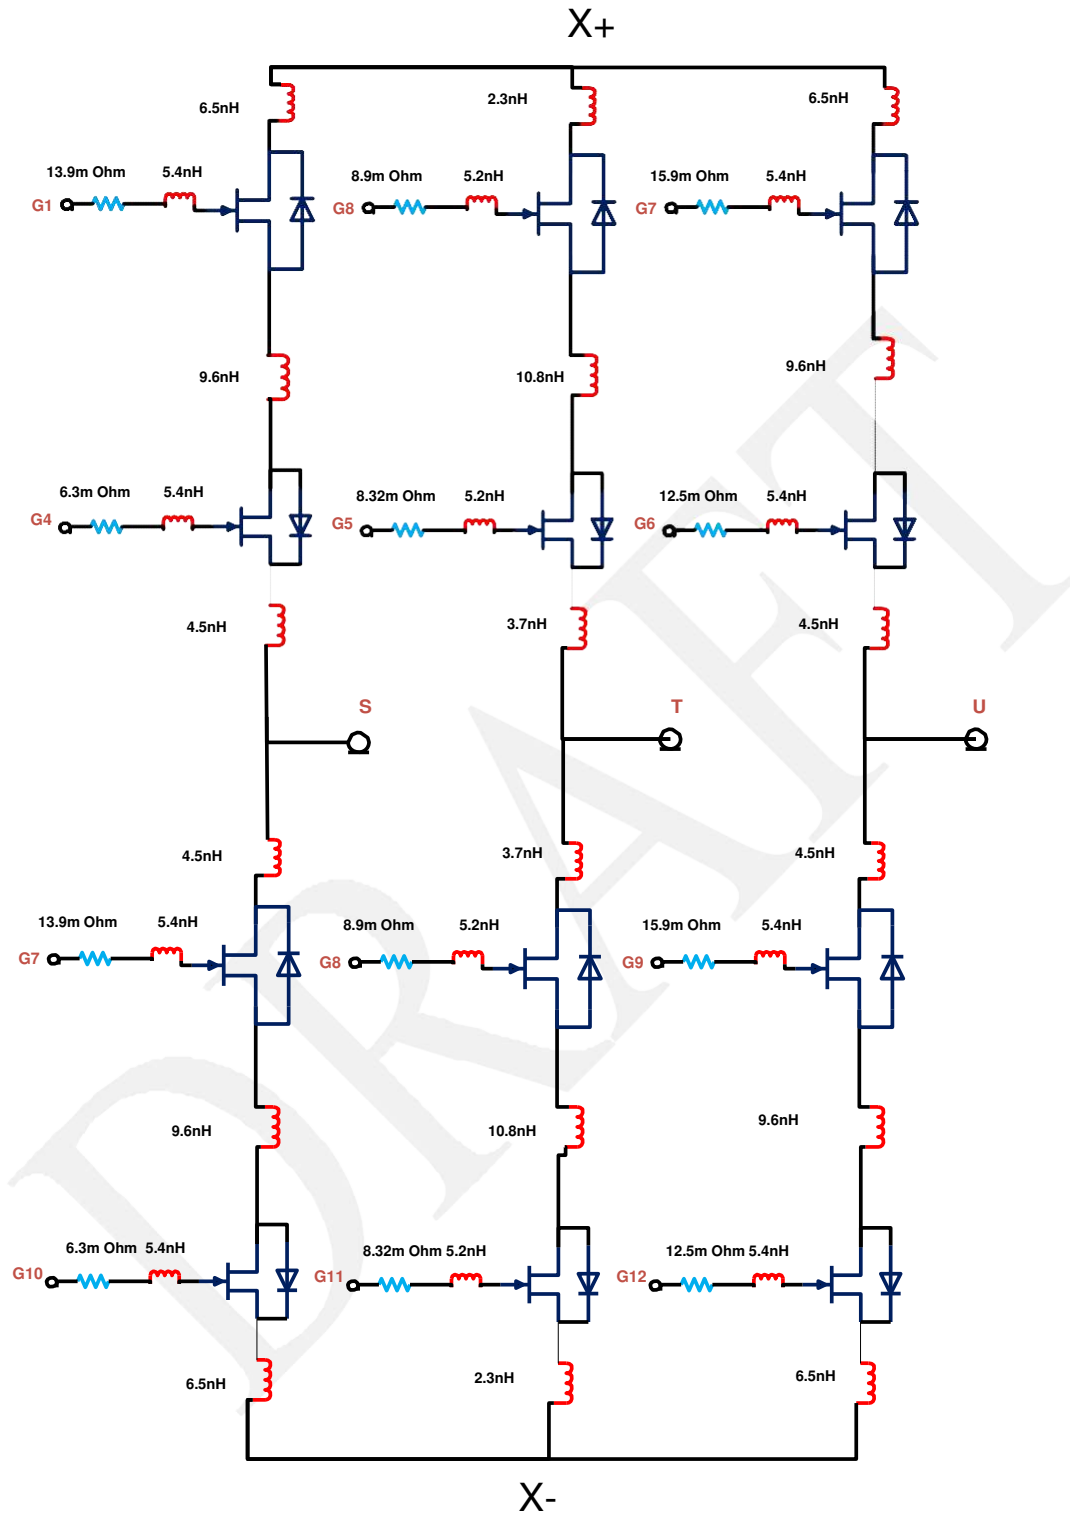 X+
6.5nH
2.3nH
6.5nH
13.9m Ohm 5.4nH
8.9m Ohm 5.2nH
15.9m Ohm 5.4nH
G1
G8
G7
9.6nH
10.8nH
9.6nH
6.3m Ohm 5.4nH
8.32m Ohm 5.2nH
12.5m Ohm 5.4nH
G4
G5
G6
4.5nH
3.7nH
4.5nH
S
T
U
4.5nH
3.7nH
4.5nH
13.9m Ohm 5.4nH
8.9m Ohm 5.2nH
15.9m Ohm 5.4nH
G7
G8
G9
9.6nH
10.8nH
9.6nH
6.3m Ohm 5.4nH
8.32m Ohm 5.2nH
12.5m Ohm 5.4nH
G10
G11
G12
6.5nH
2.3nH
6.5nH
X-
DRAFT